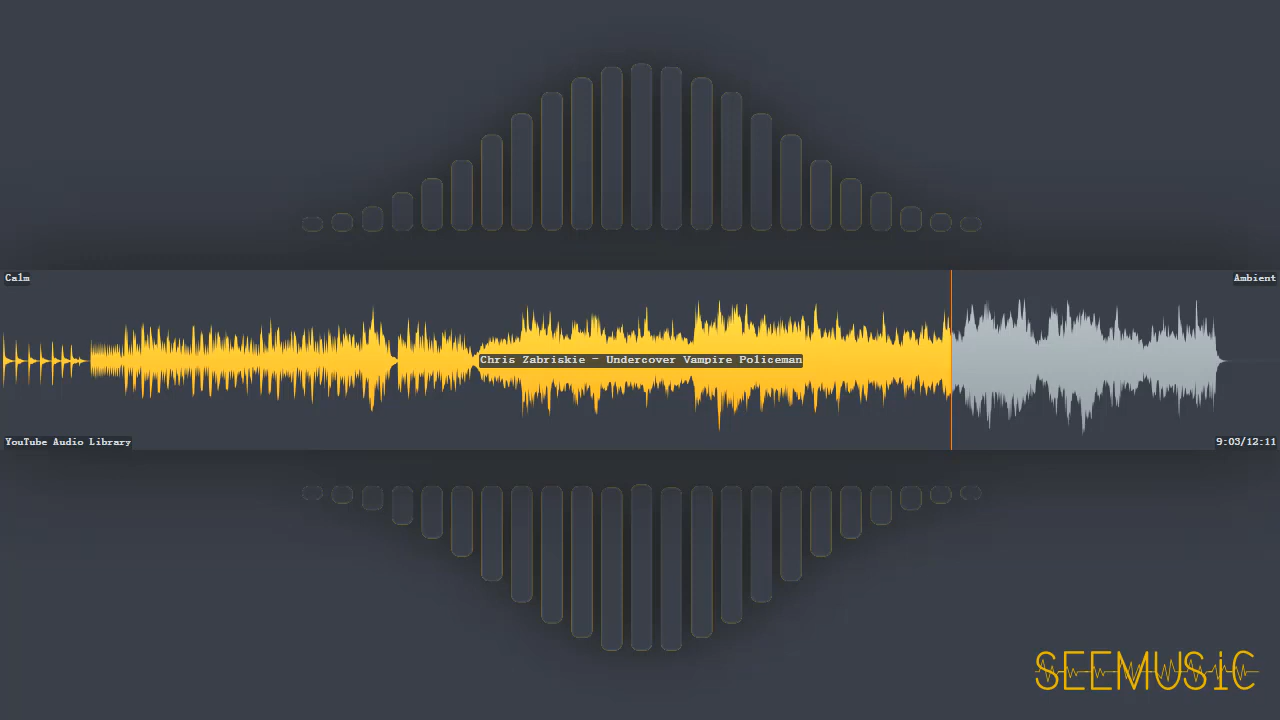 Calm
Ambient
Chris Zabriskie - Undercover Vampire Policeman
YouTube Audio Library
9:03/12:11
SEEMUSiC